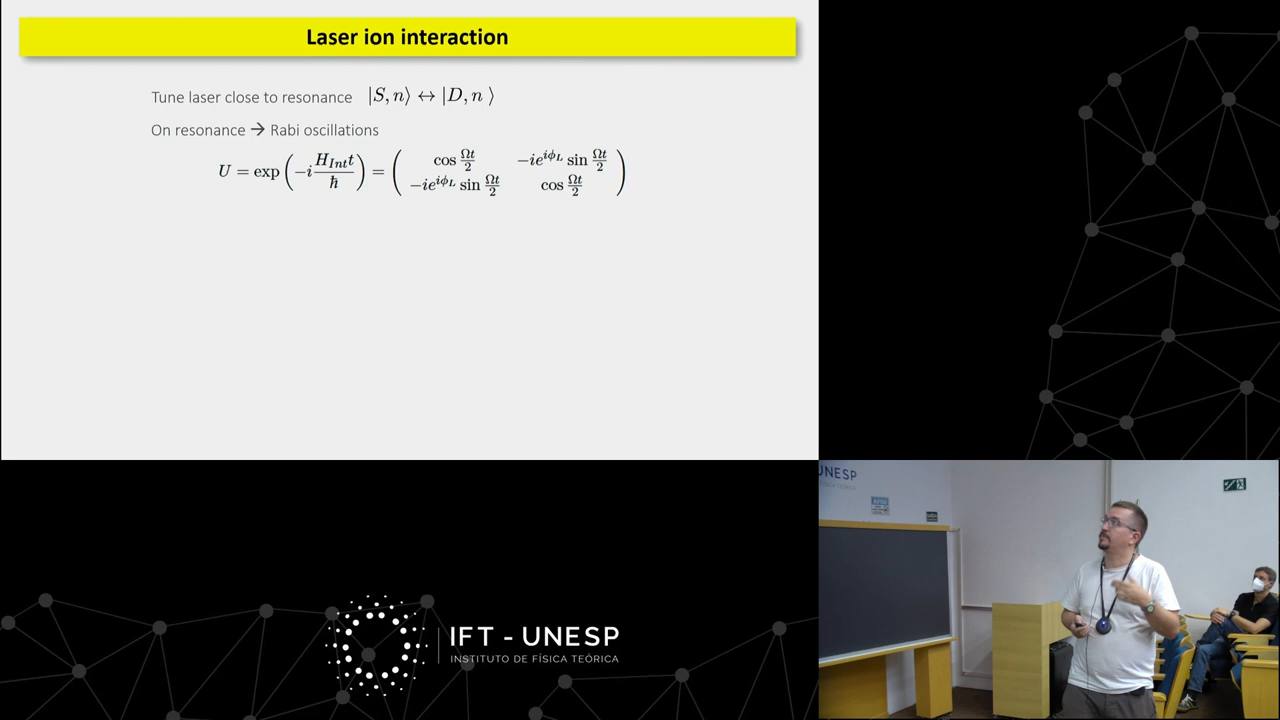 Laser ion interaction
Tune laser close to resonance |S, n⟩ ↔ |D, n ⟩
On resonance → Rabi oscillations
U = exp(−i H_Int t / ħ) = ( cos Ωt/2   −ie^{iϕ_L} sin Ωt/2
−ie^{iϕ_L} sin Ωt/2   cos Ωt/2 )
UNESP
IFT - UNESP
INSTITUTO DE FÍSICA TEÓRICA